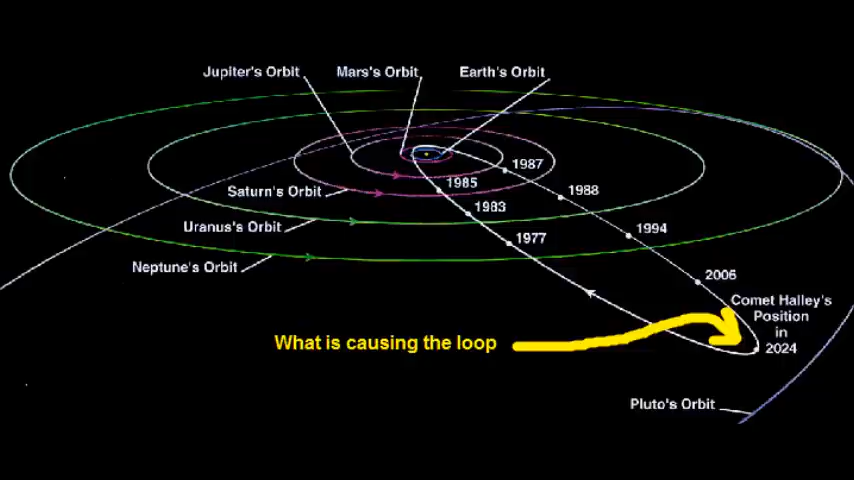 Jupiter's Orbit
Mars's Orbit
Earth's Orbit
1987
1985
1988
Saturn's Orbit
1983
Uranus's Orbit
1994
1977
Neptune's Orbit
2006
Comet Halley's
Position
in
2024
What is causing the loop
Pluto's Orbit